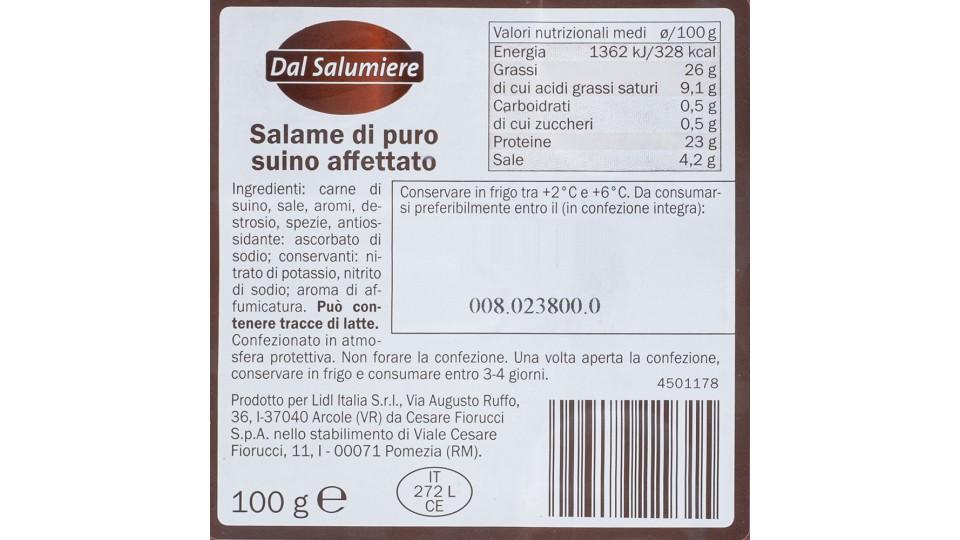 Dal Salumiere
Salame di puro
suino affettato
Valori nutrizionali medi ø/100 g
Energia 1362 kJ/328 kcal
Grassi 26 g
di cui acidi grassi saturi 9,1 g
Carboidrati 0,5 g
di cui zuccheri 0,5 g
Proteine 23 g
Sale 4,2 g
Ingredienti: carne di
suino, sale, aromi, de-
strosio, spezie, antios-
sidante: ascorbato di
sodio; conservanti: ni-
trato di potassio, nitrito
di sodio; aroma di af-
fumicatura. Può con-
tenere tracce di latte.
Confezionato in atmo-
sfera protettiva. Non forare la confezione. Una volta aperta la confezione,
conservare in frigo e consumare entro 3-4 giorni.
Conservare in frigo tra +2°C e +6°C. Da consumar-
si preferibilmente entro il (in confezione integra):
008.023800.0
4501178
Prodotto per Lidl Italia S.r.l., Via Augusto Ruffo,
36, I-37040 Arcole (VR) da Cesare Fiorucci
S.p.A. nello stabilimento di Viale Cesare
Fiorucci, 11, I - 00071 Pomezia (RM).
100 g e
IT
272 L
CE